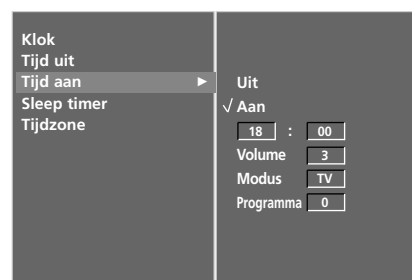 Klok
Tijd uit
Tijd aan ►
Sleep timer
Tijdzone
Uit
√ Aan
18 : 00
Volume 3
Modus TV
Programma 0